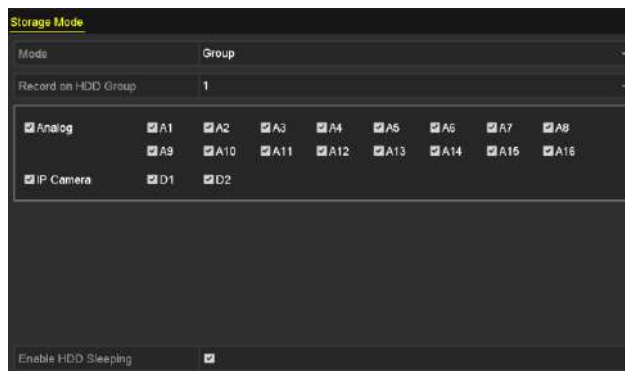 Storage Mode
Mode Group
Record on HDD Group 1
Analog A1 A2 A3 A4 A5 A6 A7 A8
A9 A10 A11 A12 A13 A14 A15 A16
IP Camera D1 D2
Enable HDD Sleeping